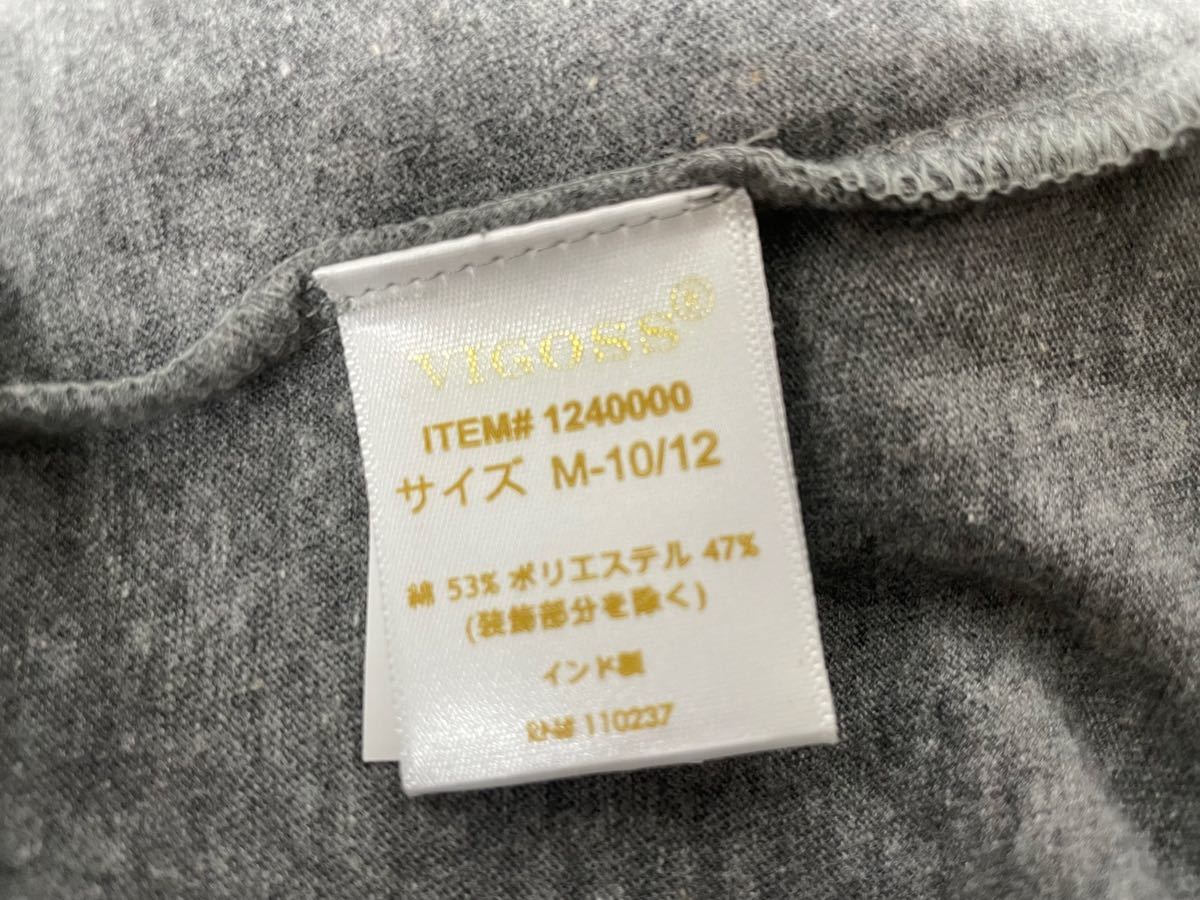 VIGOSS®
ITEM# 1240000
サイズ M-10/12
綿 53% ポリエステル 47%
(装飾部分を除く)
インド製
RN# 110237